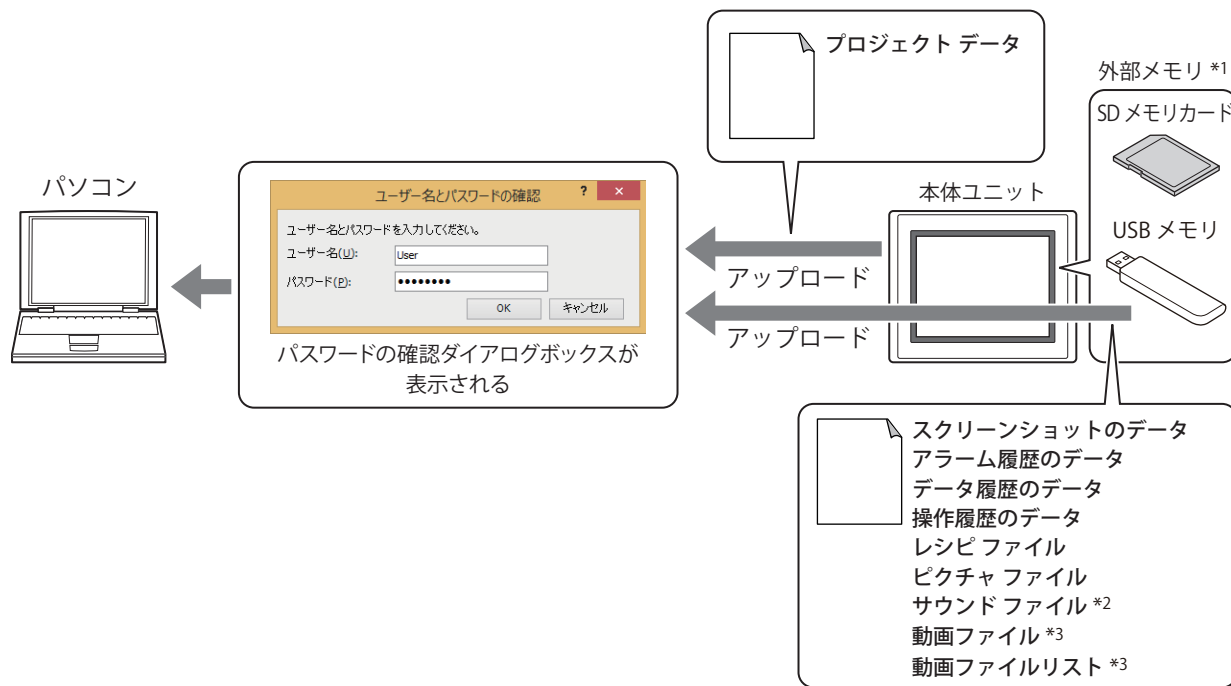 プロジェクト データ
外部メモリ *1
SD メモリカード
USB メモリ
本体ユニット
パソコン
ユーザー名とパスワードの確認 ? ×
ユーザー名とパスワードを入力してください。
ユーザー名(U): User
パスワード(P): ●●●●●●●●
OK キャンセル
パスワードの確認ダイアログボックスが
表示される
アップロード
アップロード
スクリーンショットのデータ
アラーム履歴のデータ
データ履歴のデータ
操作履歴のデータ
レシピ ファイル
ピクチャ ファイル
サウンド ファイル *2
動画ファイル *3
動画ファイルリスト *3